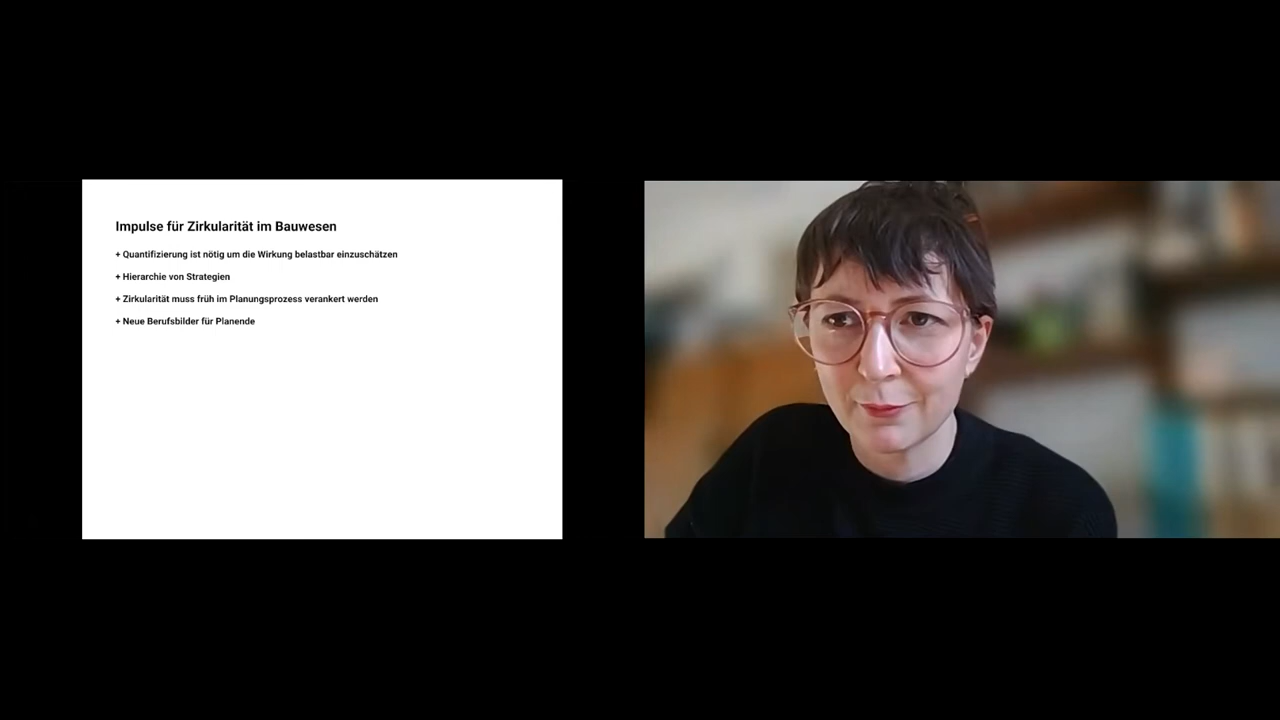 Impulse für Zirkularität im Bauwesen
+ Quantifizierung ist nötig um die Wirkung belastbar einzuschätzen
+ Hierarchie von Strategien
+ Zirkularität muss früh im Planungsprozess verankert werden
+ Neue Berufsbilder für Planende